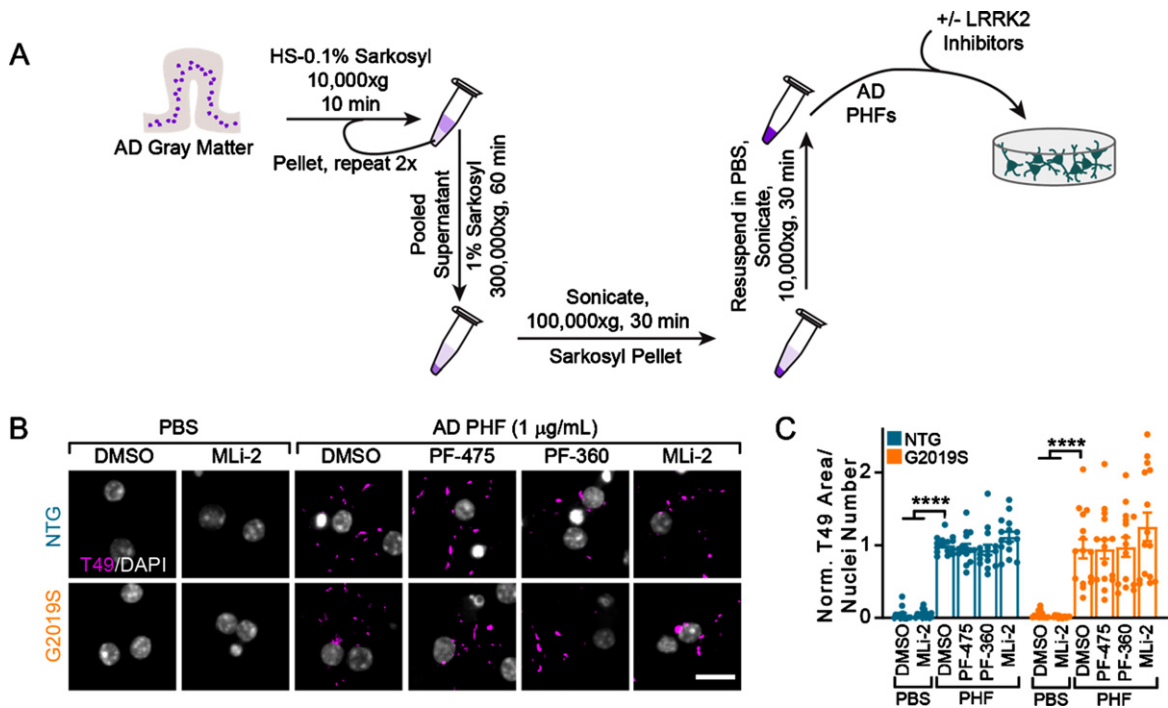 A
HS-0.1% Sarkosyl
10,000xg
10 min
AD Gray Matter
Pellet, repeat 2x
Pooled
Supernatant
1% Sarkosyl
300,000xg, 60 min
Sonicate,
100,000xg, 30 min
Sarkosyl Pellet
Resuspend in PBS,
Sonicate,
10,000xg, 30 min
AD
PHFs
+/- LRRK2
Inhibitors
B
PBS
AD PHF (1 μg/mL)
DMSO MLi-2 DMSO PF-475 PF-360 MLi-2
NTG
T49/DAPI
G2019S
C
NTG
G2019S
Norm. T49 Area/
Nuclei Number
2
1
0
**** ****
DMSO MLi-2 DMSO PF-475 PF-360 MLi-2 DMSO MLi-2 DMSO PF-475 PF-360 MLi-2
PBS PHF PBS PHF